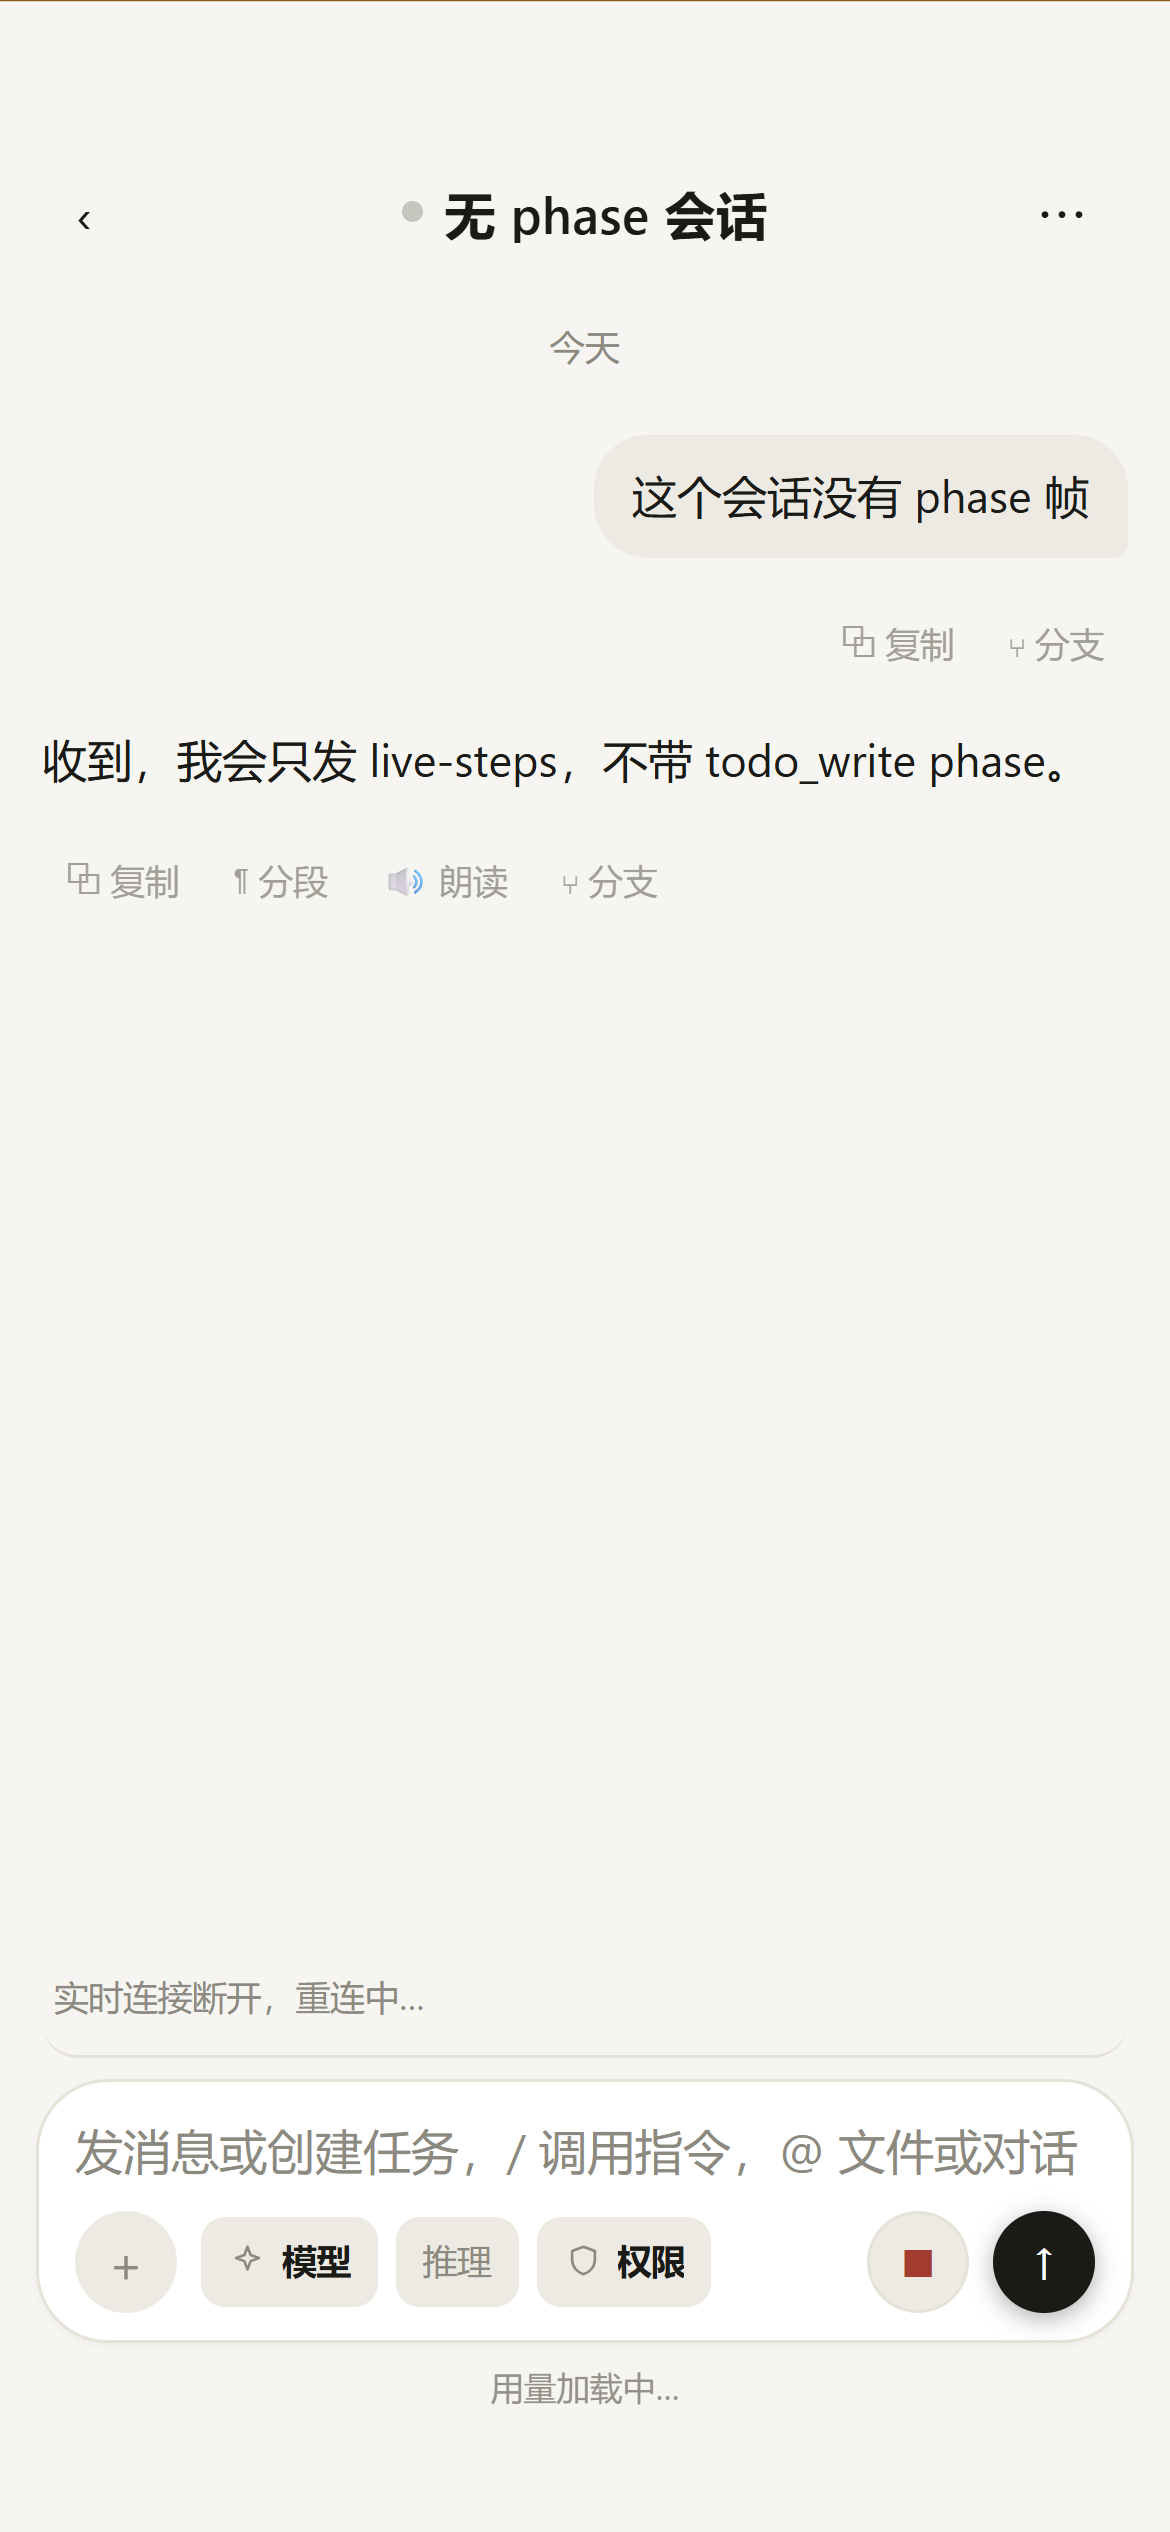 ‹ 无 phase 会话 ···
今天
这个会话没有 phase 帧
复制 分支
收到，我会只发 live-steps，不带 todo_write phase。
复制 ¶ 分段 朗读 分支
实时连接断开，重连中...
发消息或创建任务，/ 调用指令，@ 文件或对话
+ 模型 推理 权限 ↑
用量加载中...